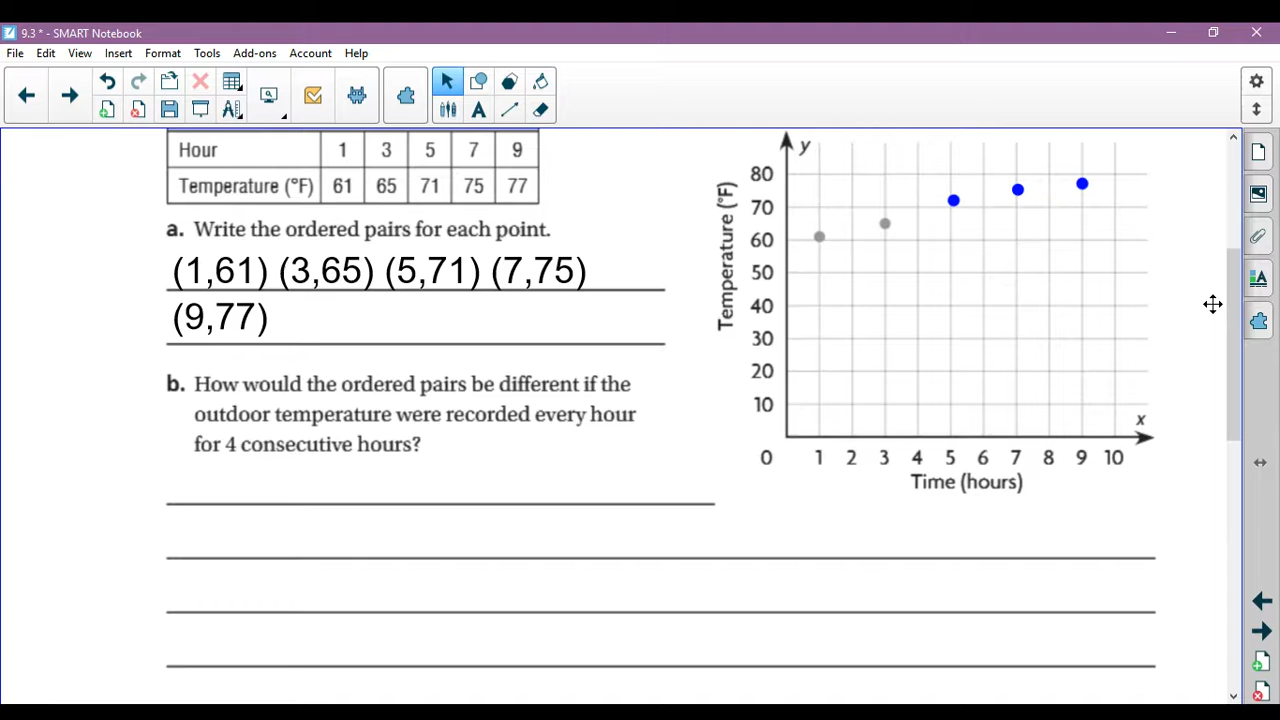 9.3 * - SMART Notebook
File Edit View Insert Format Tools Add-ons Account Help
Hour 1 3 5 7 9
Temperature (°F) 61 65 71 75 77
a. Write the ordered pairs for each point.
(1,61) (3,65) (5,71) (7,75)
(9,77)
b. How would the ordered pairs be different if the
outdoor temperature were recorded every hour
for 4 consecutive hours?
y
80
70
60
50
40
30
20
10
Temperature (°F)
x
0 1 2 3 4 5 6 7 8 9 10
Time (hours)